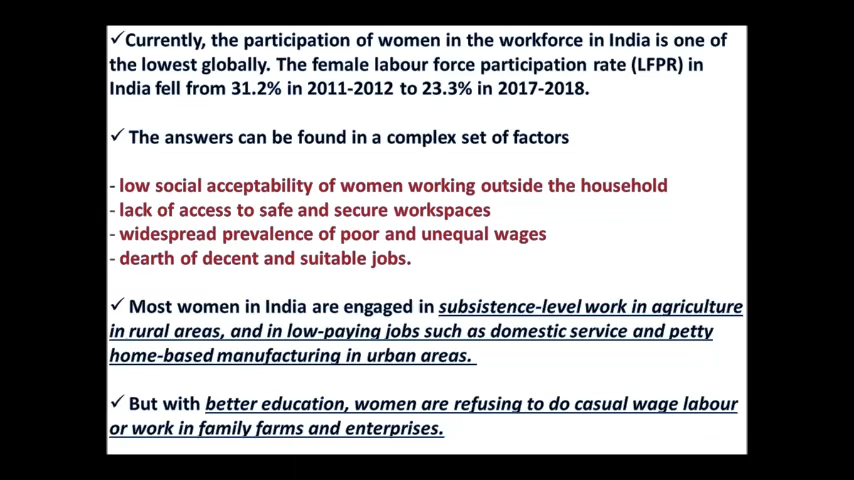 ✓Currently, the participation of women in the workforce in India is one of
the lowest globally. The female labour force participation rate (LFPR) in
India fell from 31.2% in 2011-2012 to 23.3% in 2017-2018.
✓ The answers can be found in a complex set of factors
- low social acceptability of women working outside the household
- lack of access to safe and secure workspaces
- widespread prevalence of poor and unequal wages
- dearth of decent and suitable jobs.
✓ Most women in India are engaged in subsistence-level work in agriculture
in rural areas, and in low-paying jobs such as domestic service and petty
home-based manufacturing in urban areas.
✓ But with better education, women are refusing to do casual wage labour
or work in family farms and enterprises.